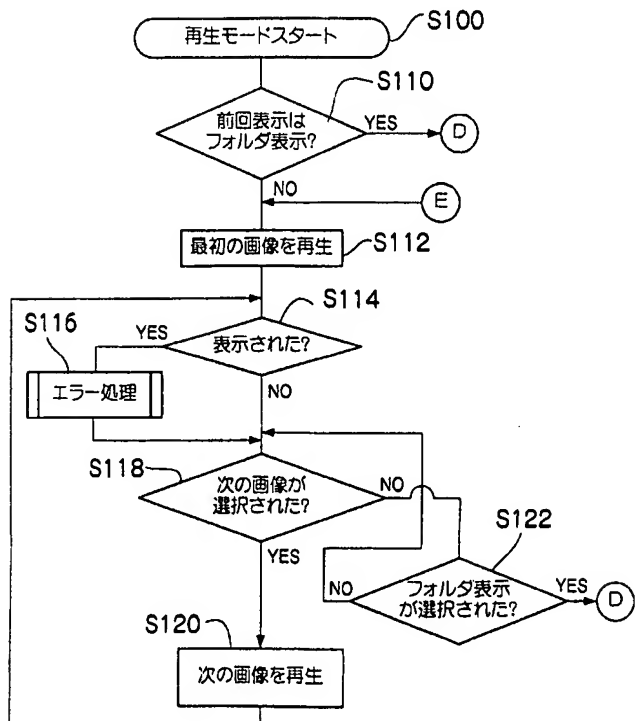 再生モードスタート
S100
S110
前回表示は
フォルダ表示?
YES
D
NO
E
最初の画像を再生
S112
S114
S116
YES
表示された?
エラー処理
NO
S118
次の画像が
選択された?
NO
S122
YES
NO
フォルダ表示
が選択された?
YES
D
S120
次の画像を再生